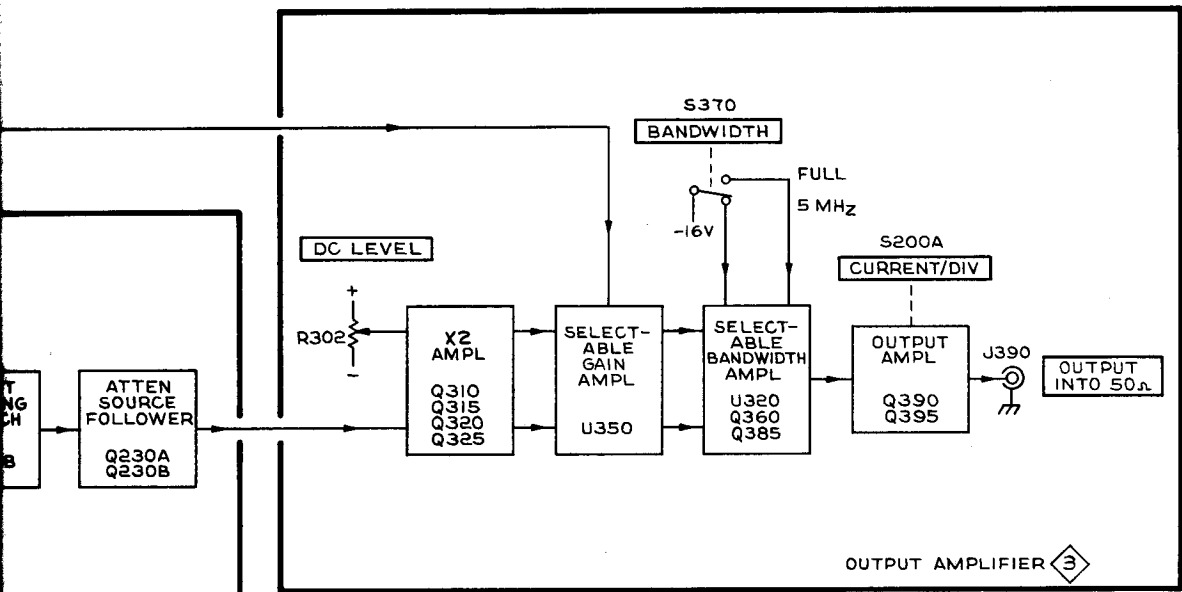 S370
BANDWIDTH
FULL
5 MHz
-16V
DC LEVEL
+
R302
-
S200A
CURRENT/DIV
X2
AMPL
Q310
Q315
Q320
Q325
SELECT-
ABLE
GAIN
AMPL
U350
SELECT-
ABLE
BANDWIDTH
AMPL
U320
Q360
Q385
OUTPUT
AMPL
Q390
Q395
J390
OUTPUT
INTO 50Ω
T
NG
CH
B
ATTEN
SOURCE
FOLLOWER
Q230A
Q230B
OUTPUT AMPLIFIER 3